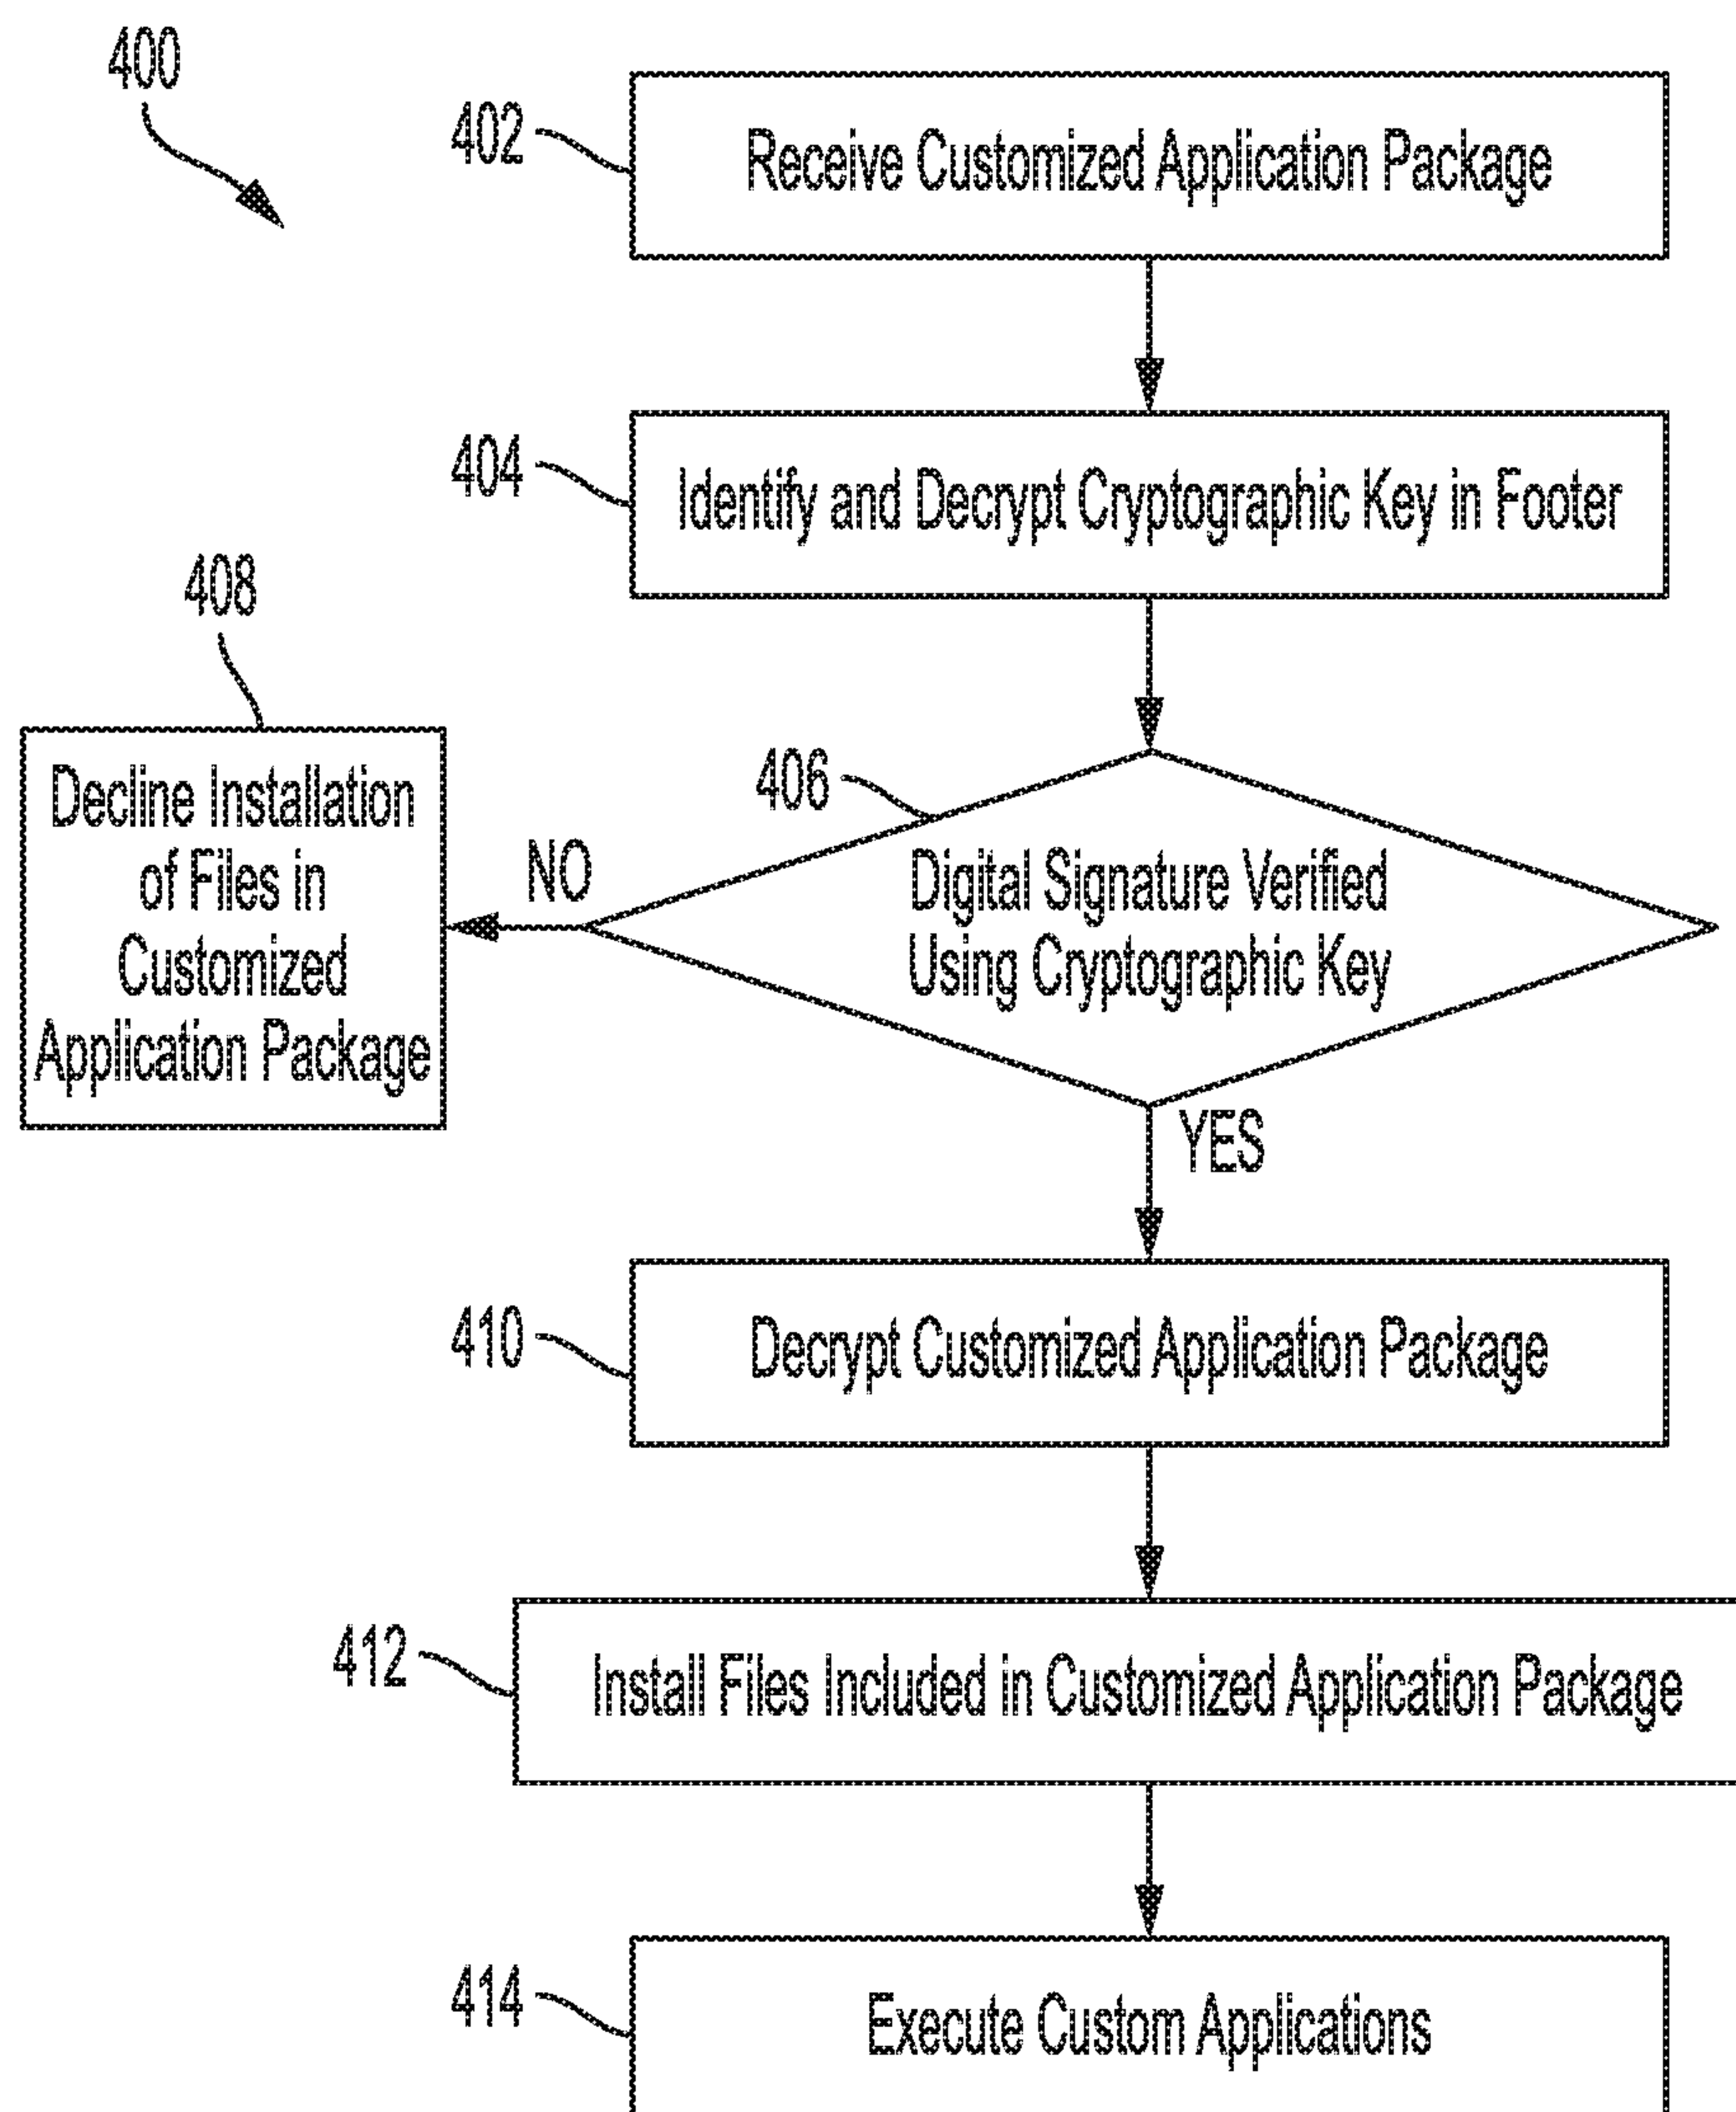 400
402
Receive Customized Application Package
404
Identify and Decrypt Cryptographic Key in Footer
408
Decline Installation
of Files in
Customized
Application Package
NO
406
Digital Signature Verified
Using Cryptographic Key
YES
410
Decrypt Customized Application Package
412
Install Files Included in Customized Application Package
414
Execute Custom Applications